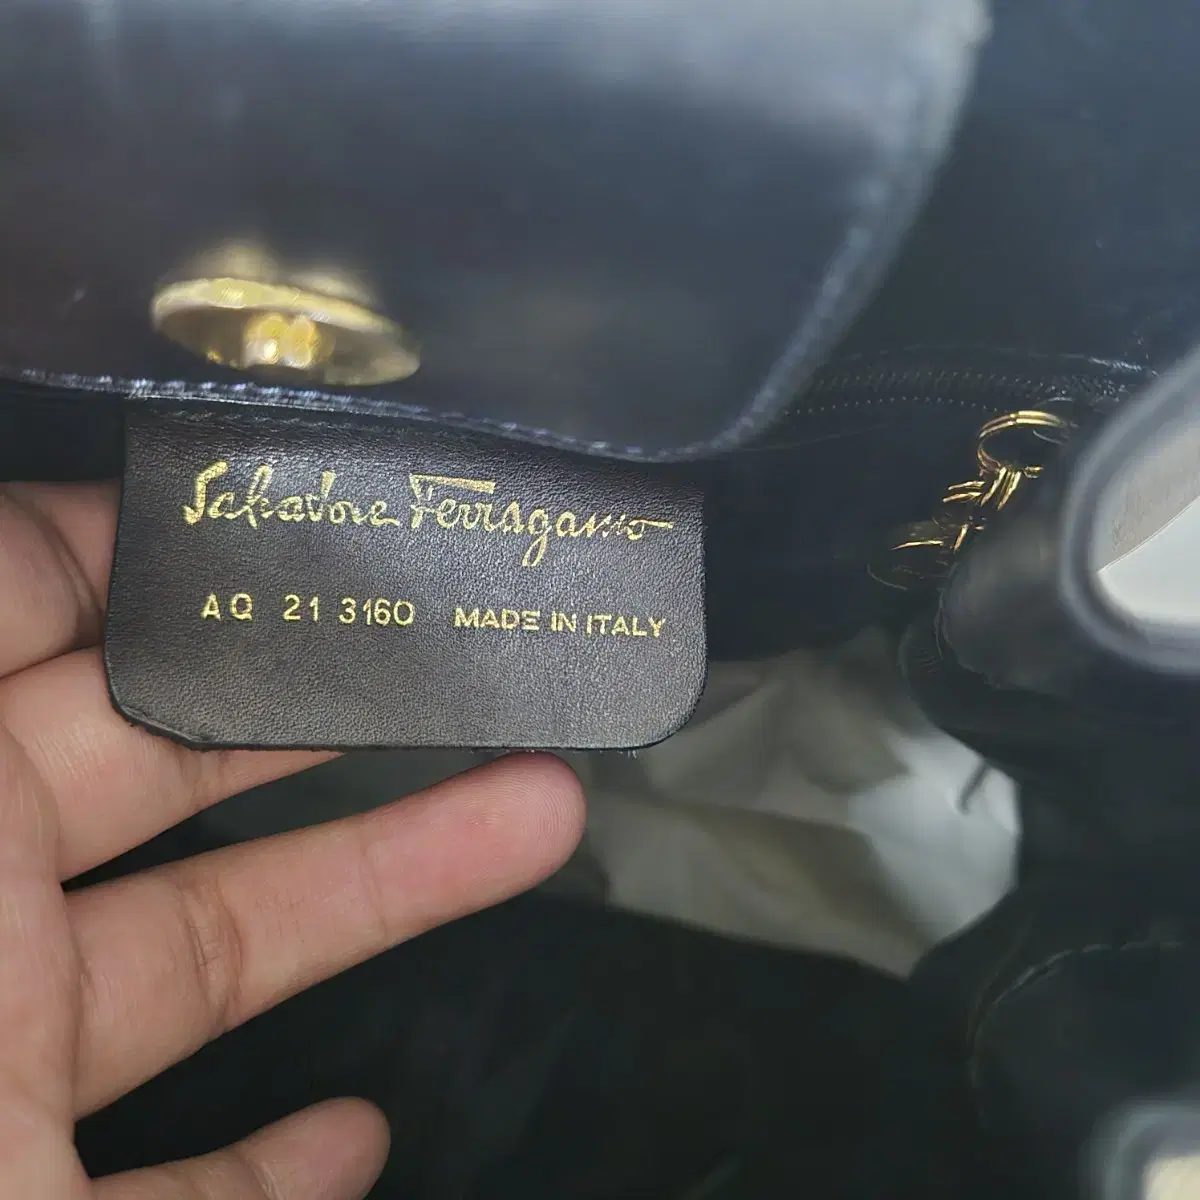 Salvatore Ferragamo
AQ 21 3160 MADE IN ITALY